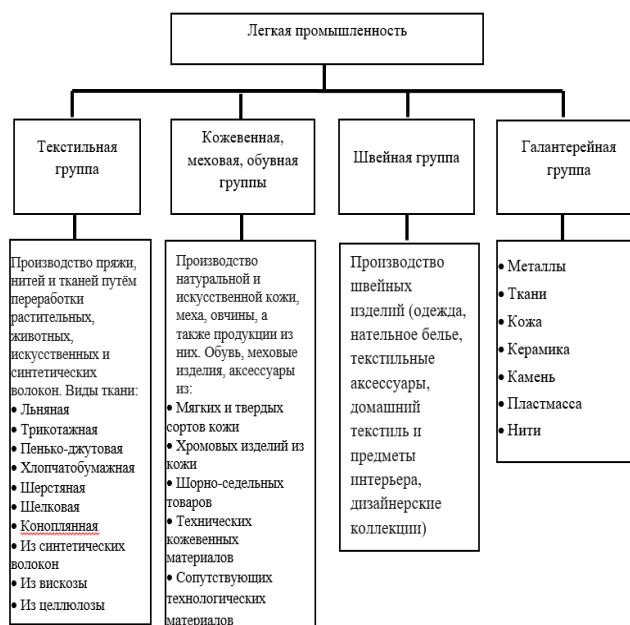 Легкая промышленность
Текстильная
группа
Кожевенная,
меховая, обувная
группы
Швейная группа
Галантерейная
группа
Производство пряжи,
нитей и тканей путём
переработки
растительных,
животных,
искусственных и
синтетических
волокон. Виды ткани:
• Льняная
• Трикотажная
• Пенько-джутовая
• Хлопчатобумажная
• Шерстяная
• Шелковая
• Коноплянная
• Из синтетических
волокон
• Из вискозы
• Из целлюлозы
Производство
натуральной и
искусственной кожи,
меха, овчины, а
также продукции из
них. Обувь, меховые
изделия, аксессуары
из:
• Мягких и твердых
сортов кожи
• Хромовых изделий из
кожи
• Шорно-седельных
товаров
• Технических
кожевенных
материалов
• Сопутствующих
технологических
материалов
Производство
швейных
изделий (одежда,
нательное белье,
текстильные
аксессуары,
домашний
текстиль и
предметы
интерьера,
дизайнерские
коллекции)
• Металлы
• Ткани
• Кожа
• Керамика
• Камень
• Пластмасса
• Нити